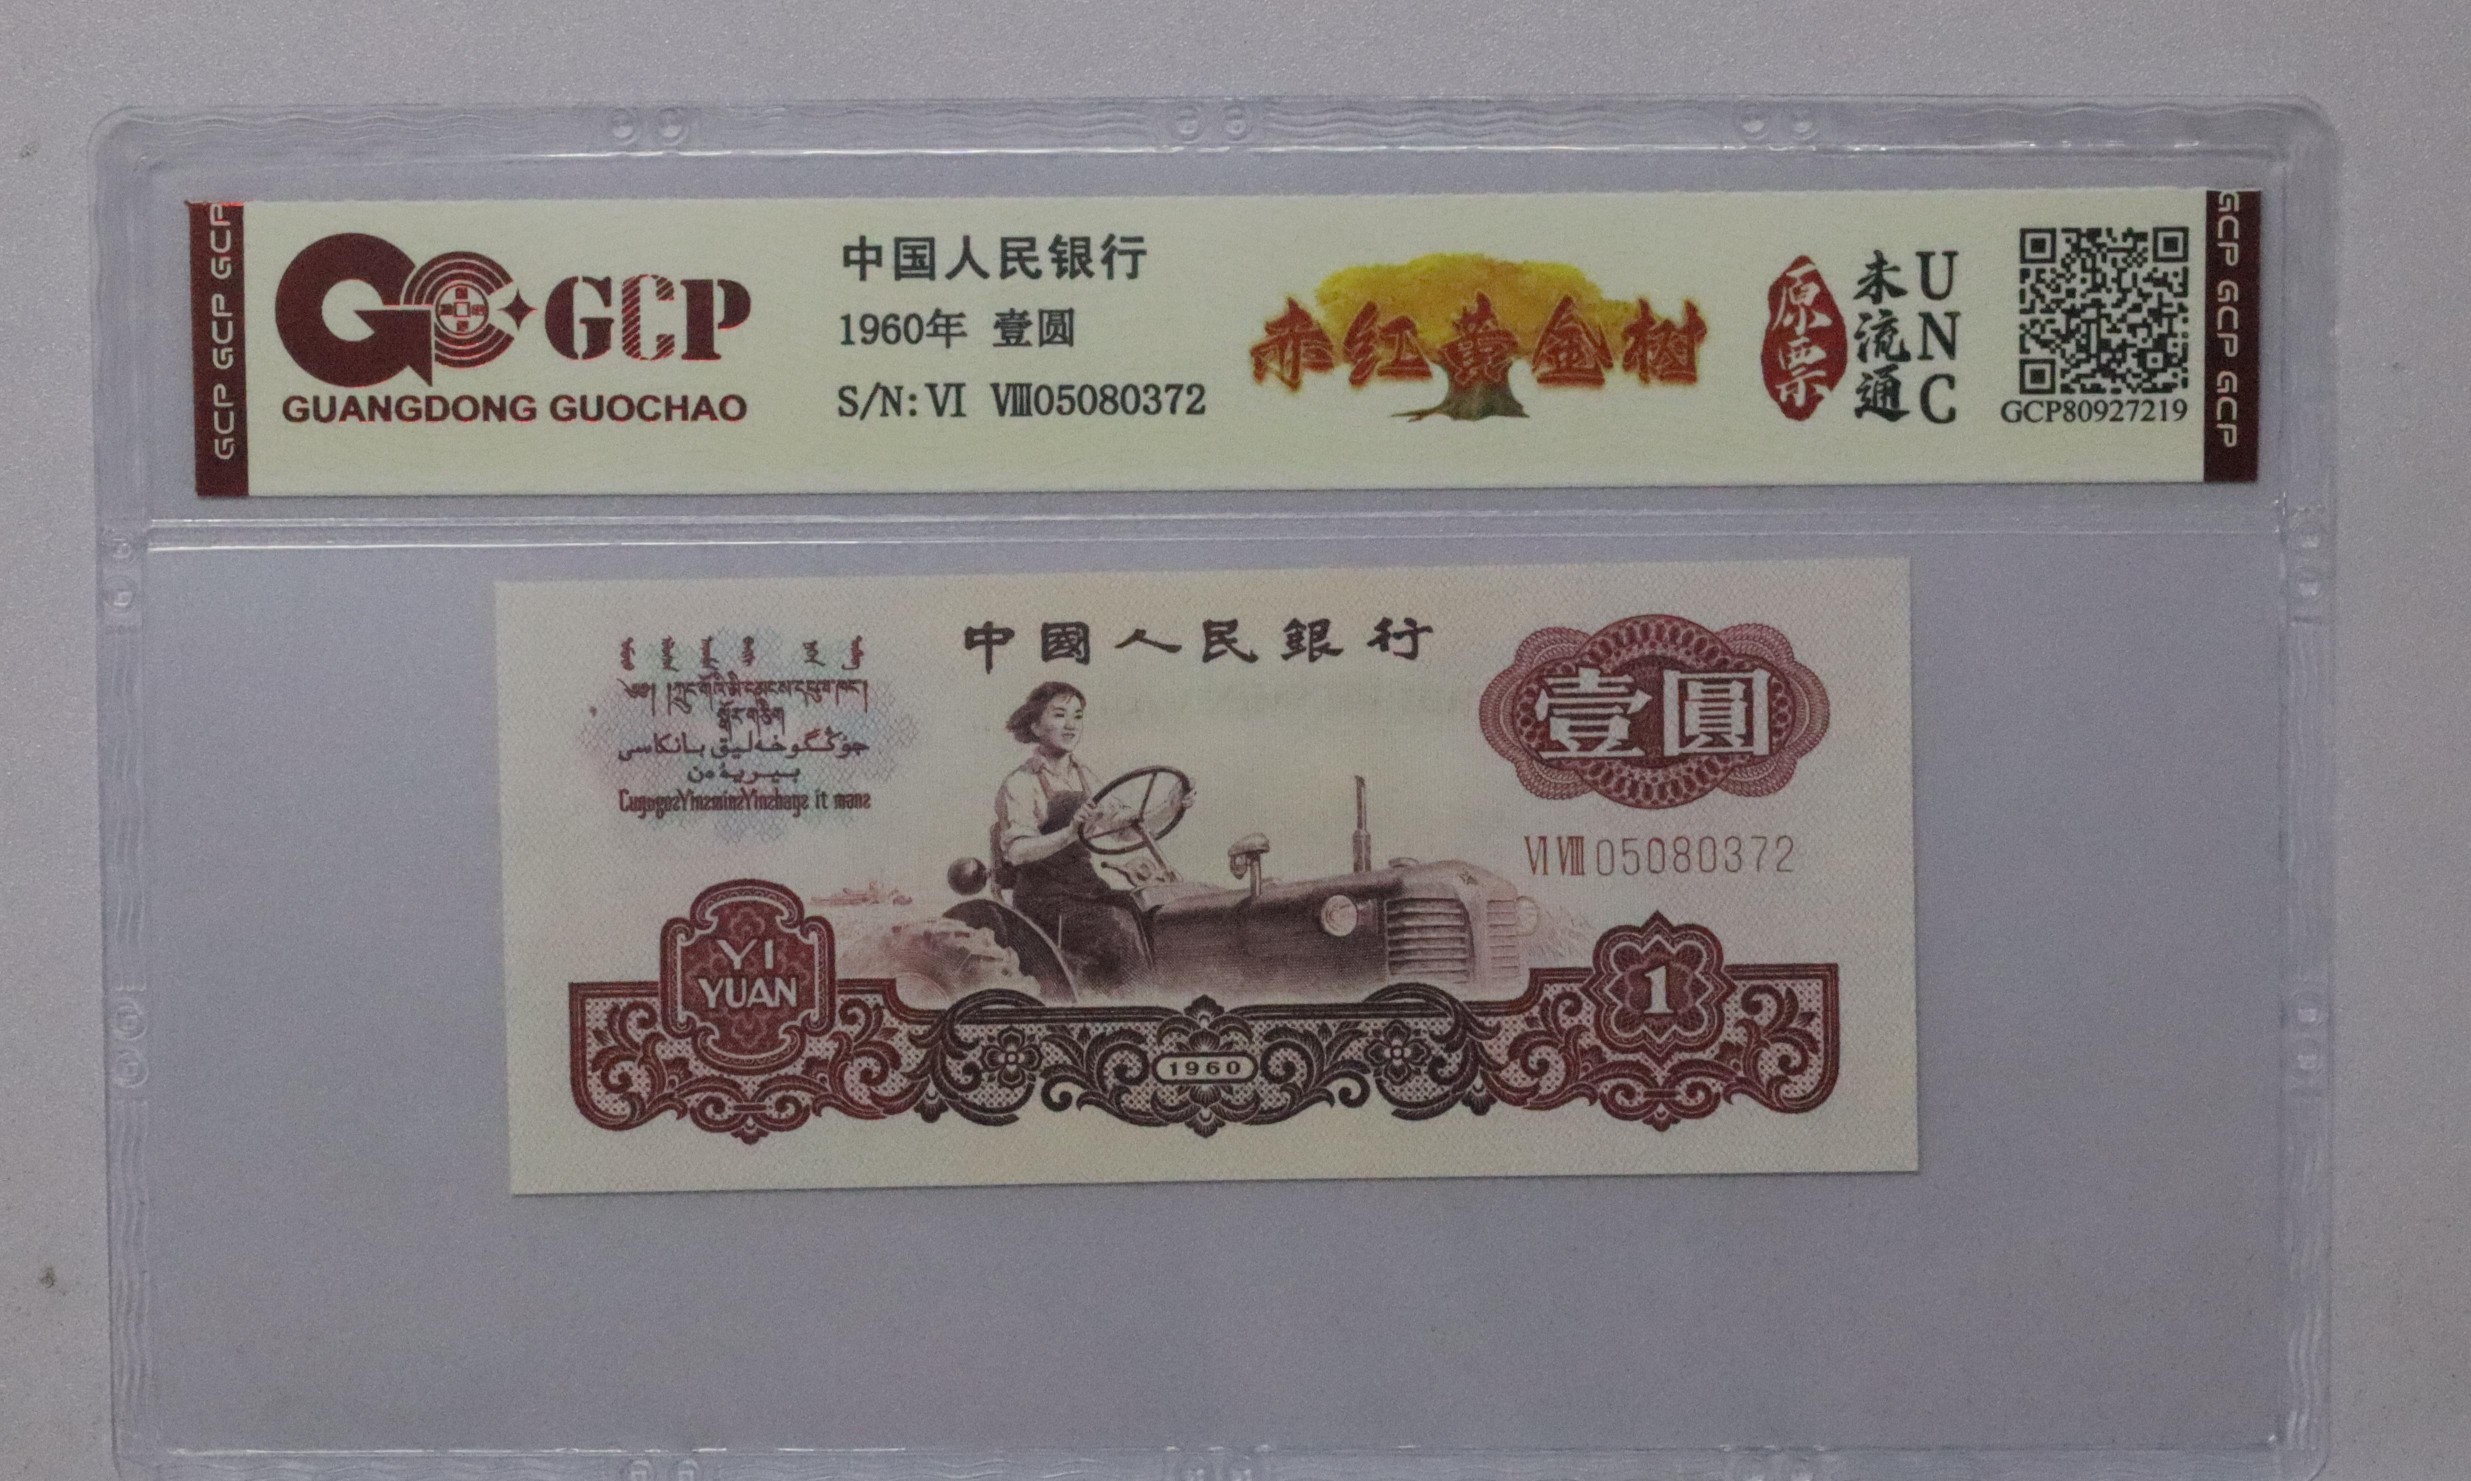 GCP GCP GCP
GCP
GUANGDONG GUOCHAO
中国人民银行
1960年 壹圆
S/N: VI VIII05080372
赤红黄金树
原票
未流通
UNC
GCP80927219
GCP GCP GCP
中國人民銀行
壹圓
VI VIII 05080372
YI
YUAN
1960
1